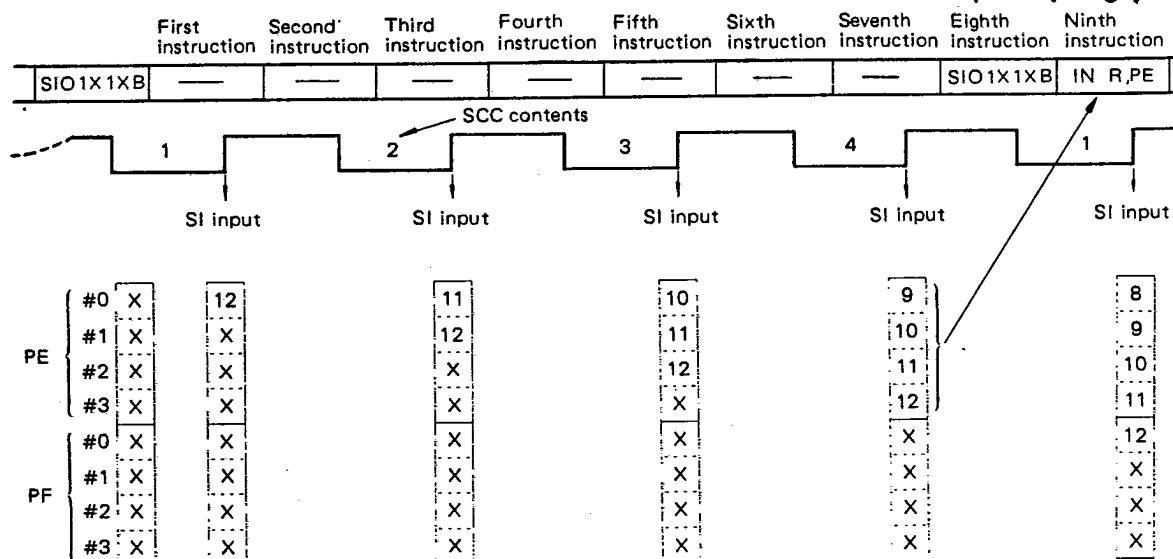 First instruction Second instruction Third instruction Fourth instruction Fifth instruction Sixth instruction Seventh instruction Eighth instruction Ninth instruction
SIO1X1XB — — — — — — — SIO1X1XB IN R,PE
SCC contents
1 2 3 4 1
SI input SI input SI input SI input SI input
#0 X 12 11 10 9 8
#1 X X 12 11 10 9
PE
#2 X X X 12 11 10
#3 X X X X 12 11
#0 X X X X X 12
#1 X X X X X X
PF
#2 X X X X X X
#3 X X X X X X